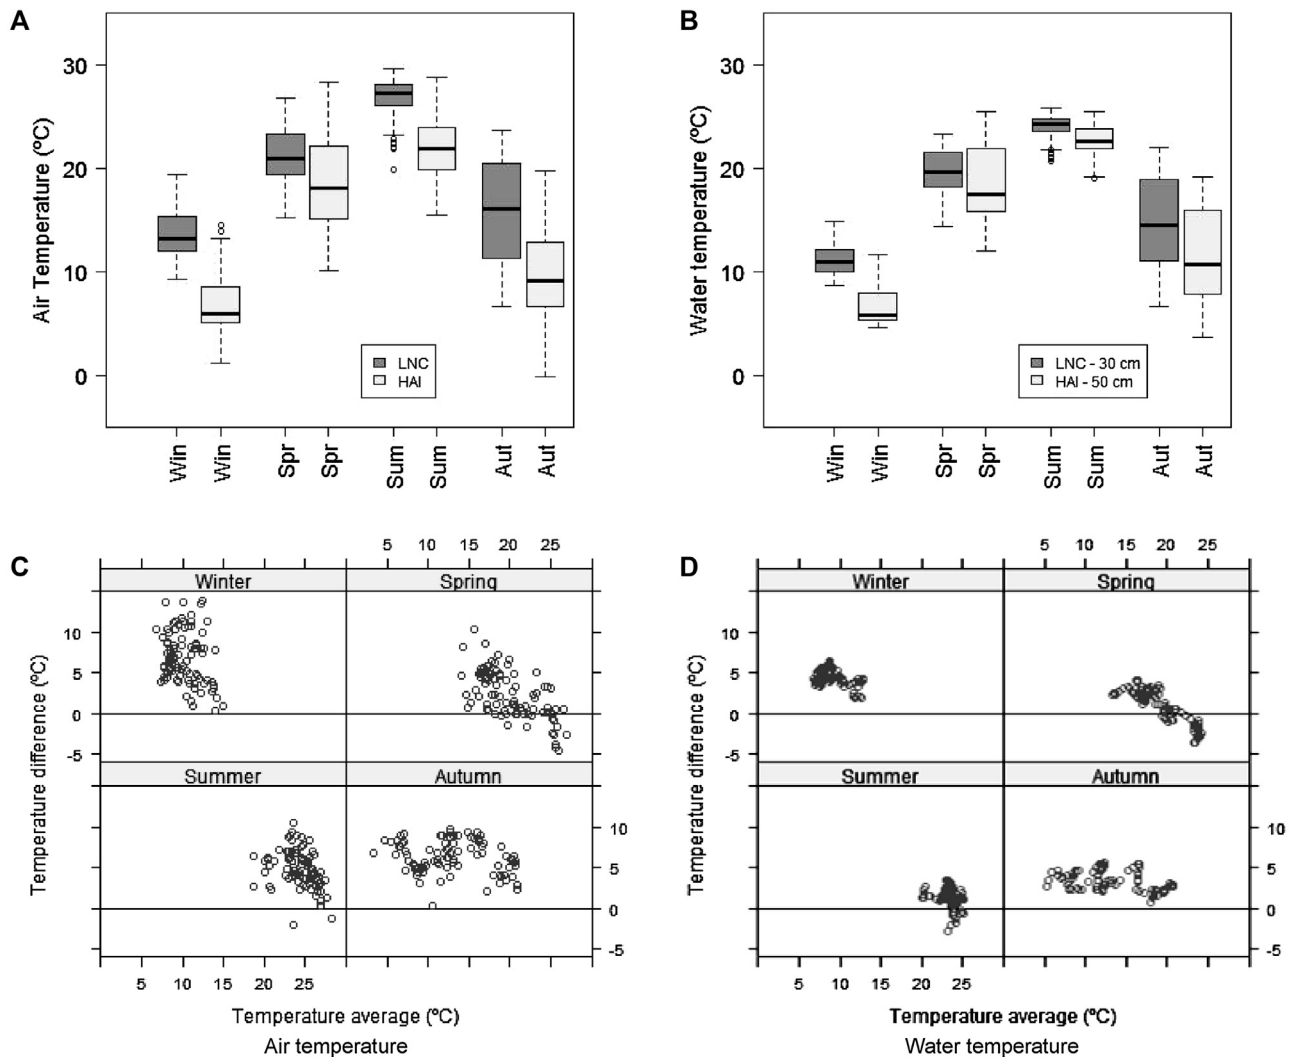 A
Air Temperature (ºC)
30
20
10
0
LNC
HAI
Win
Win
Spr
Spr
Sum
Sum
Aut
Aut
B
Water temperature (ºC)
30
20
10
0
LNC - 30 cm
HAI - 50 cm
Win
Win
Spr
Spr
Sum
Sum
Aut
Aut
C
Temperature difference (ºC)
5 10 15 20 25
Winter Spring
10
5
0
-5
Summer Autumn
10
5
0
-5
5 10 15 20 25
Temperature average (ºC)
Air temperature
D
Temperature difference (ºC)
5 10 15 20 25
Winter Spring
10
5
0
-5
Summer Autumn
10
5
0
-5
5 10 15 20 25
Temperature average (ºC)
Water temperature